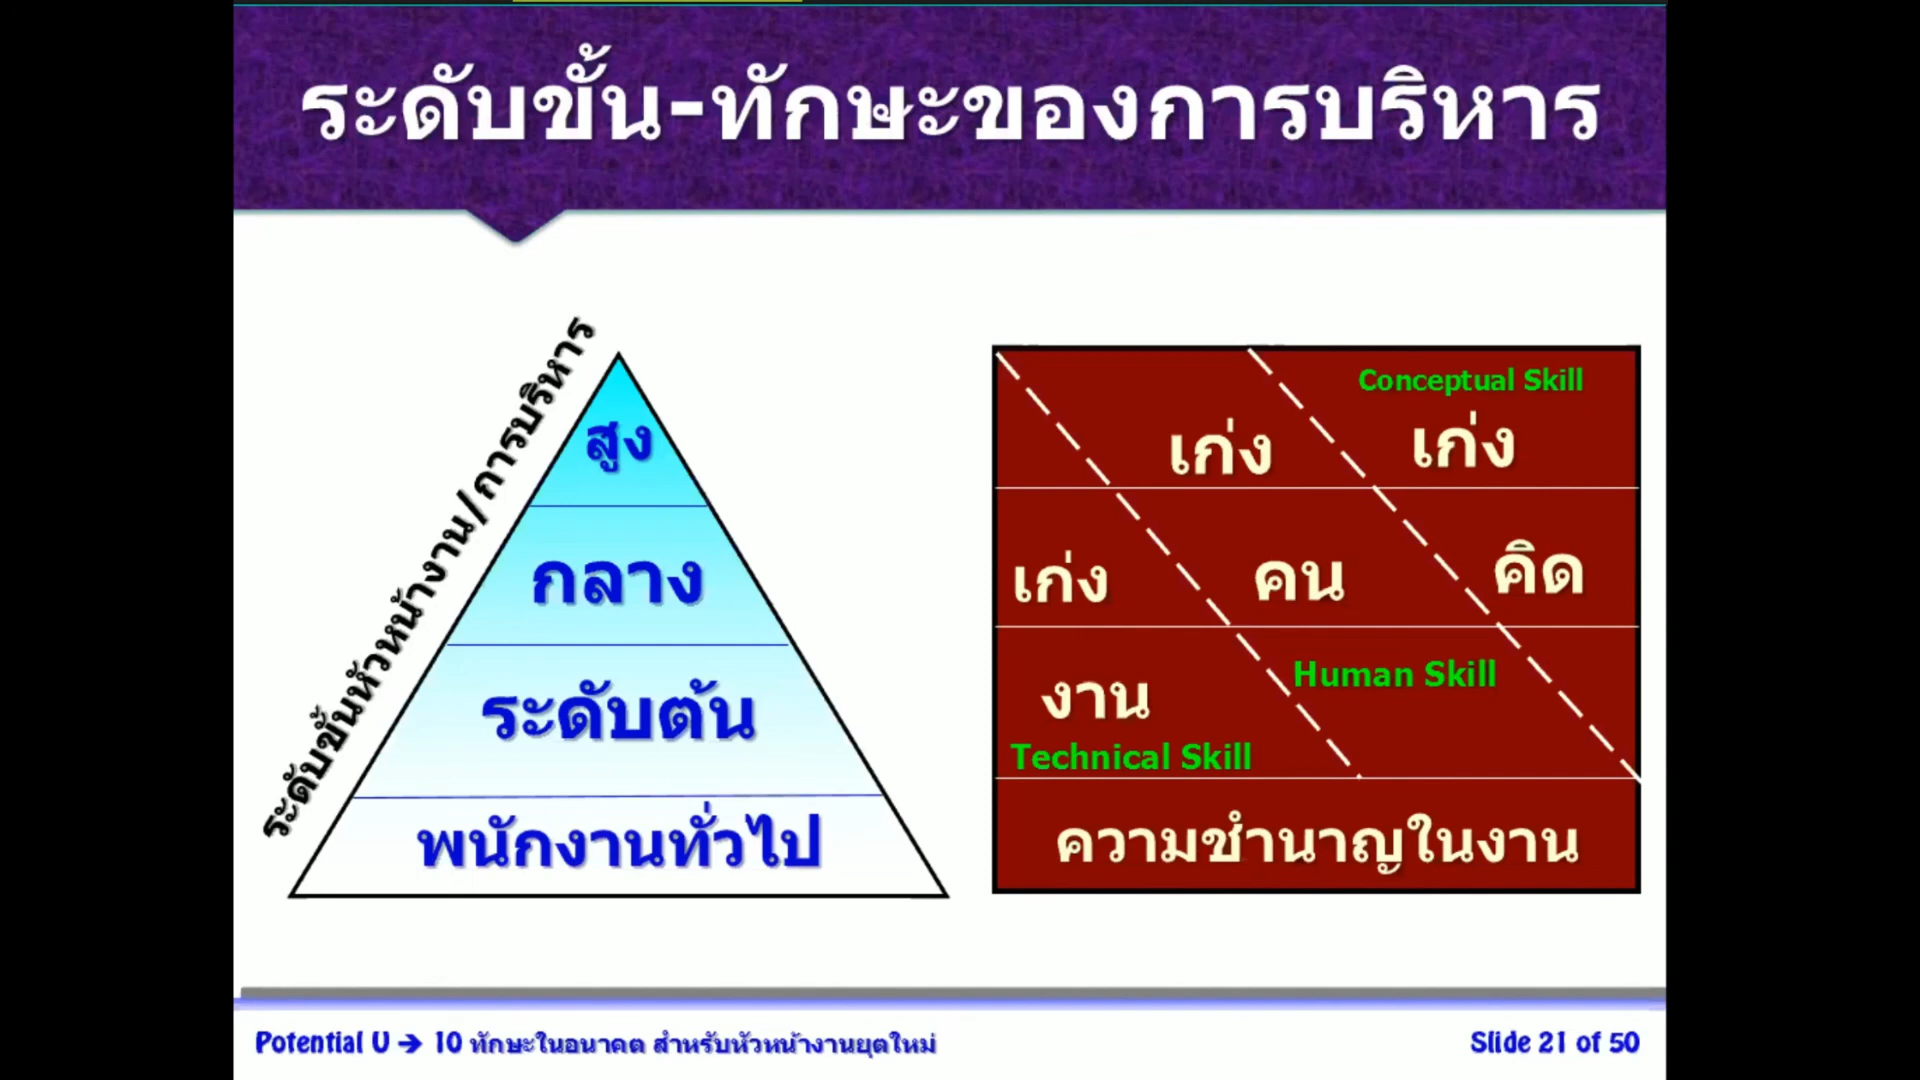 ระดับขั้น-ทักษะของการบริหาร
ระดับขั้นหัวหน้างาน/การบริหาร
สูง
กลาง
ระดับต้น
พนักงานทั่วไป
Conceptual Skill
เก่ง เก่ง
เก่ง คน คิด
Human Skill
งาน
Technical Skill
ความชำนาญในงาน
Potential U → 10 ทักษะในอนาคต สำหรับหัวหน้างานยุคใหม่
Slide 21 of 50